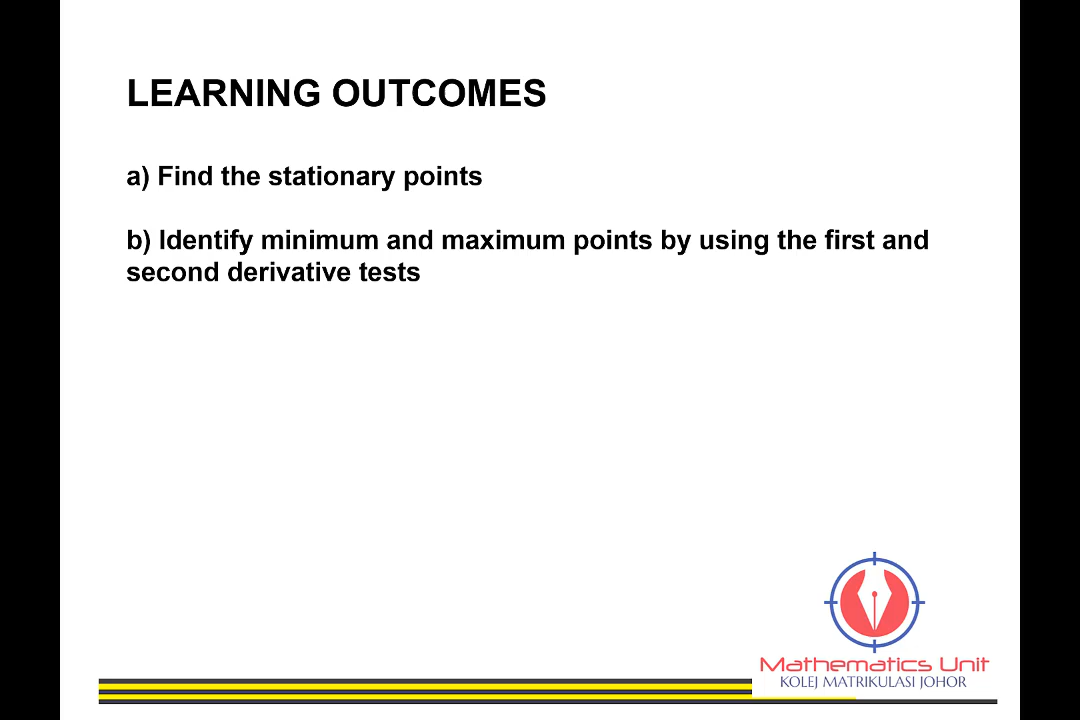 LEARNING OUTCOMES
a) Find the stationary points
b) Identify minimum and maximum points by using the first and
second derivative tests
Mathematics Unit
KOLEJ MATRIKULASI JOHOR